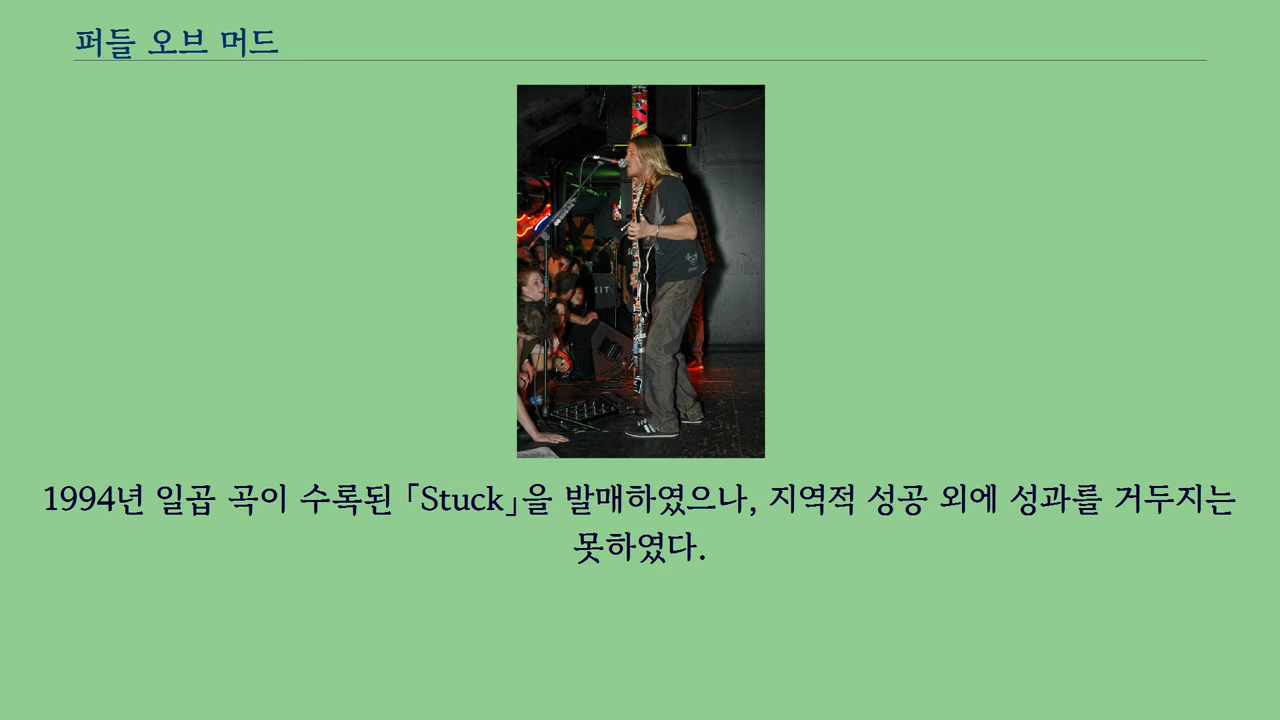 퍼들 오브 머드
XIT
1994년 일곱 곡이 수록된 「Stuck」을 발매하였으나, 지역적 성공 외에 성과를 거두지는
못하였다.